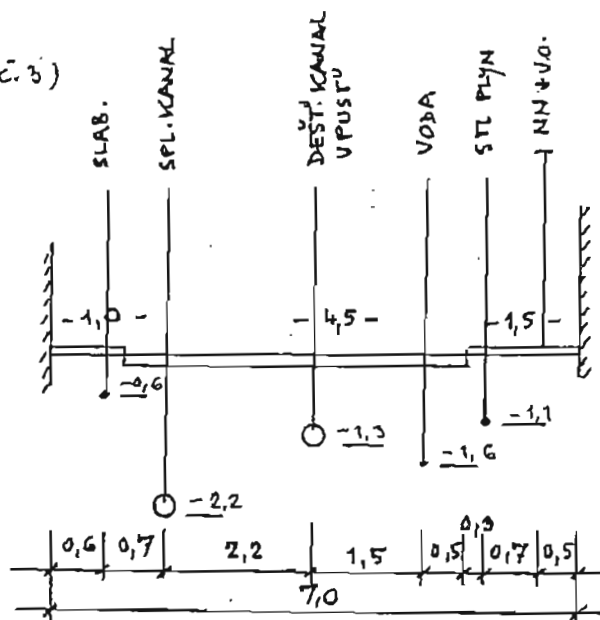 č. 3)
SLAB.
SPL. KANAL
DEŠŤ. KANAL
VPUSTŮ
VODA
STL PLYN
NN + V.O.
- 1,0 -
- 4,5 -
- 1,5 -
-0,6
-1,3
-1,1
-1,6
-2,2
0,6 0,7 2,2 1,5 0,5 0,3 0,7 0,5
7,0